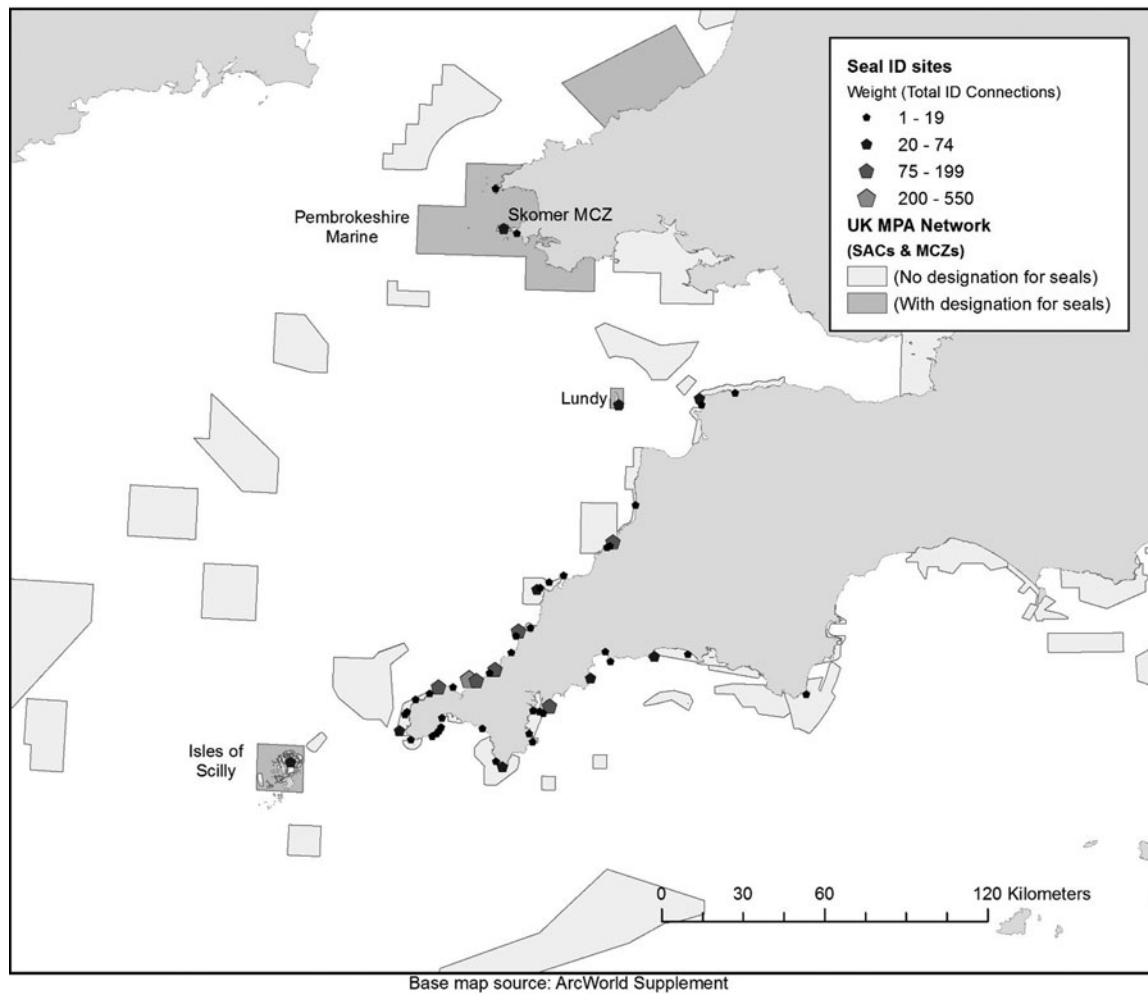 Seal ID sites
Weight (Total ID Connections)
1 - 19
20 - 74
75 - 199
200 - 550
UK MPA Network
(SACs & MCZs)
(No designation for seals)
(With designation for seals)
Pembrokeshire
Marine
Skomer MCZ
Lundy
Isles of
Scilly
0 30 60 120 Kilometers
Base map source: ArcWorld Supplement